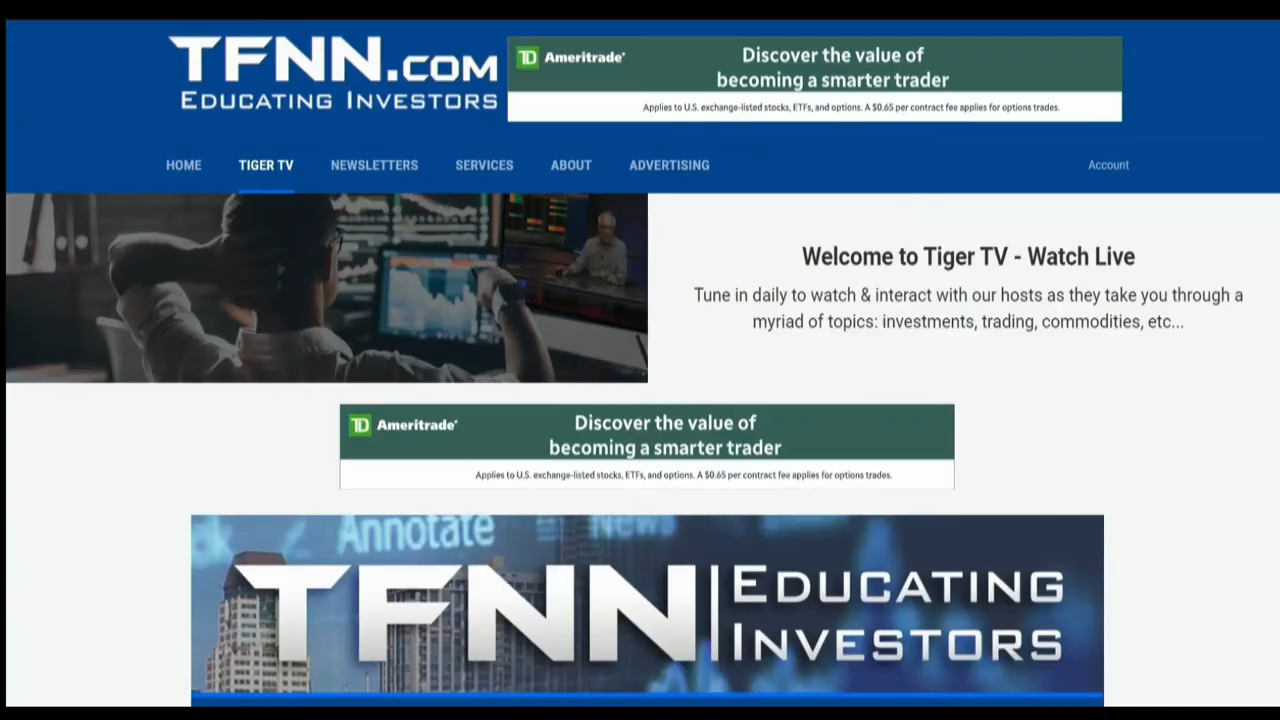 TFNN.COM
EDUCATING INVESTORS
TD Ameritrade
Discover the value of
becoming a smarter trader
Applies to U.S. exchange-listed stocks, ETFs, and options. A $0.65 per contract fee applies for options trades.
HOME TIGER TV NEWSLETTERS SERVICES ABOUT ADVERTISING Account
Welcome to Tiger TV - Watch Live
Tune in daily to watch & interact with our hosts as they take you through a
myriad of topics: investments, trading, commodities, etc...
TD Ameritrade
Discover the value of
becoming a smarter trader
Applies to U.S. exchange-listed stocks, ETFs, and options. A $0.65 per contract fee applies for options trades.
Annotate News
TFNN EDUCATING
INVESTORS